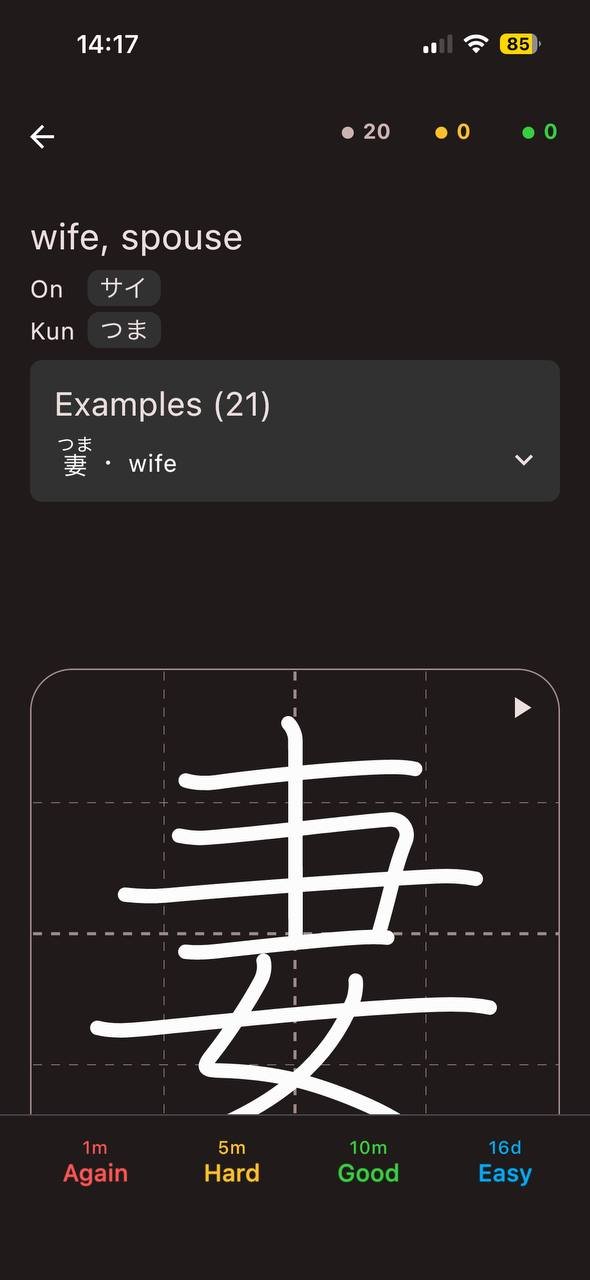 14:17 85
20 0 0
wife, spouse
On サイ
Kun つま
Examples (21)
つま
妻 ・ wife
妻
1m 5m 10m 16d
Again Hard Good Easy